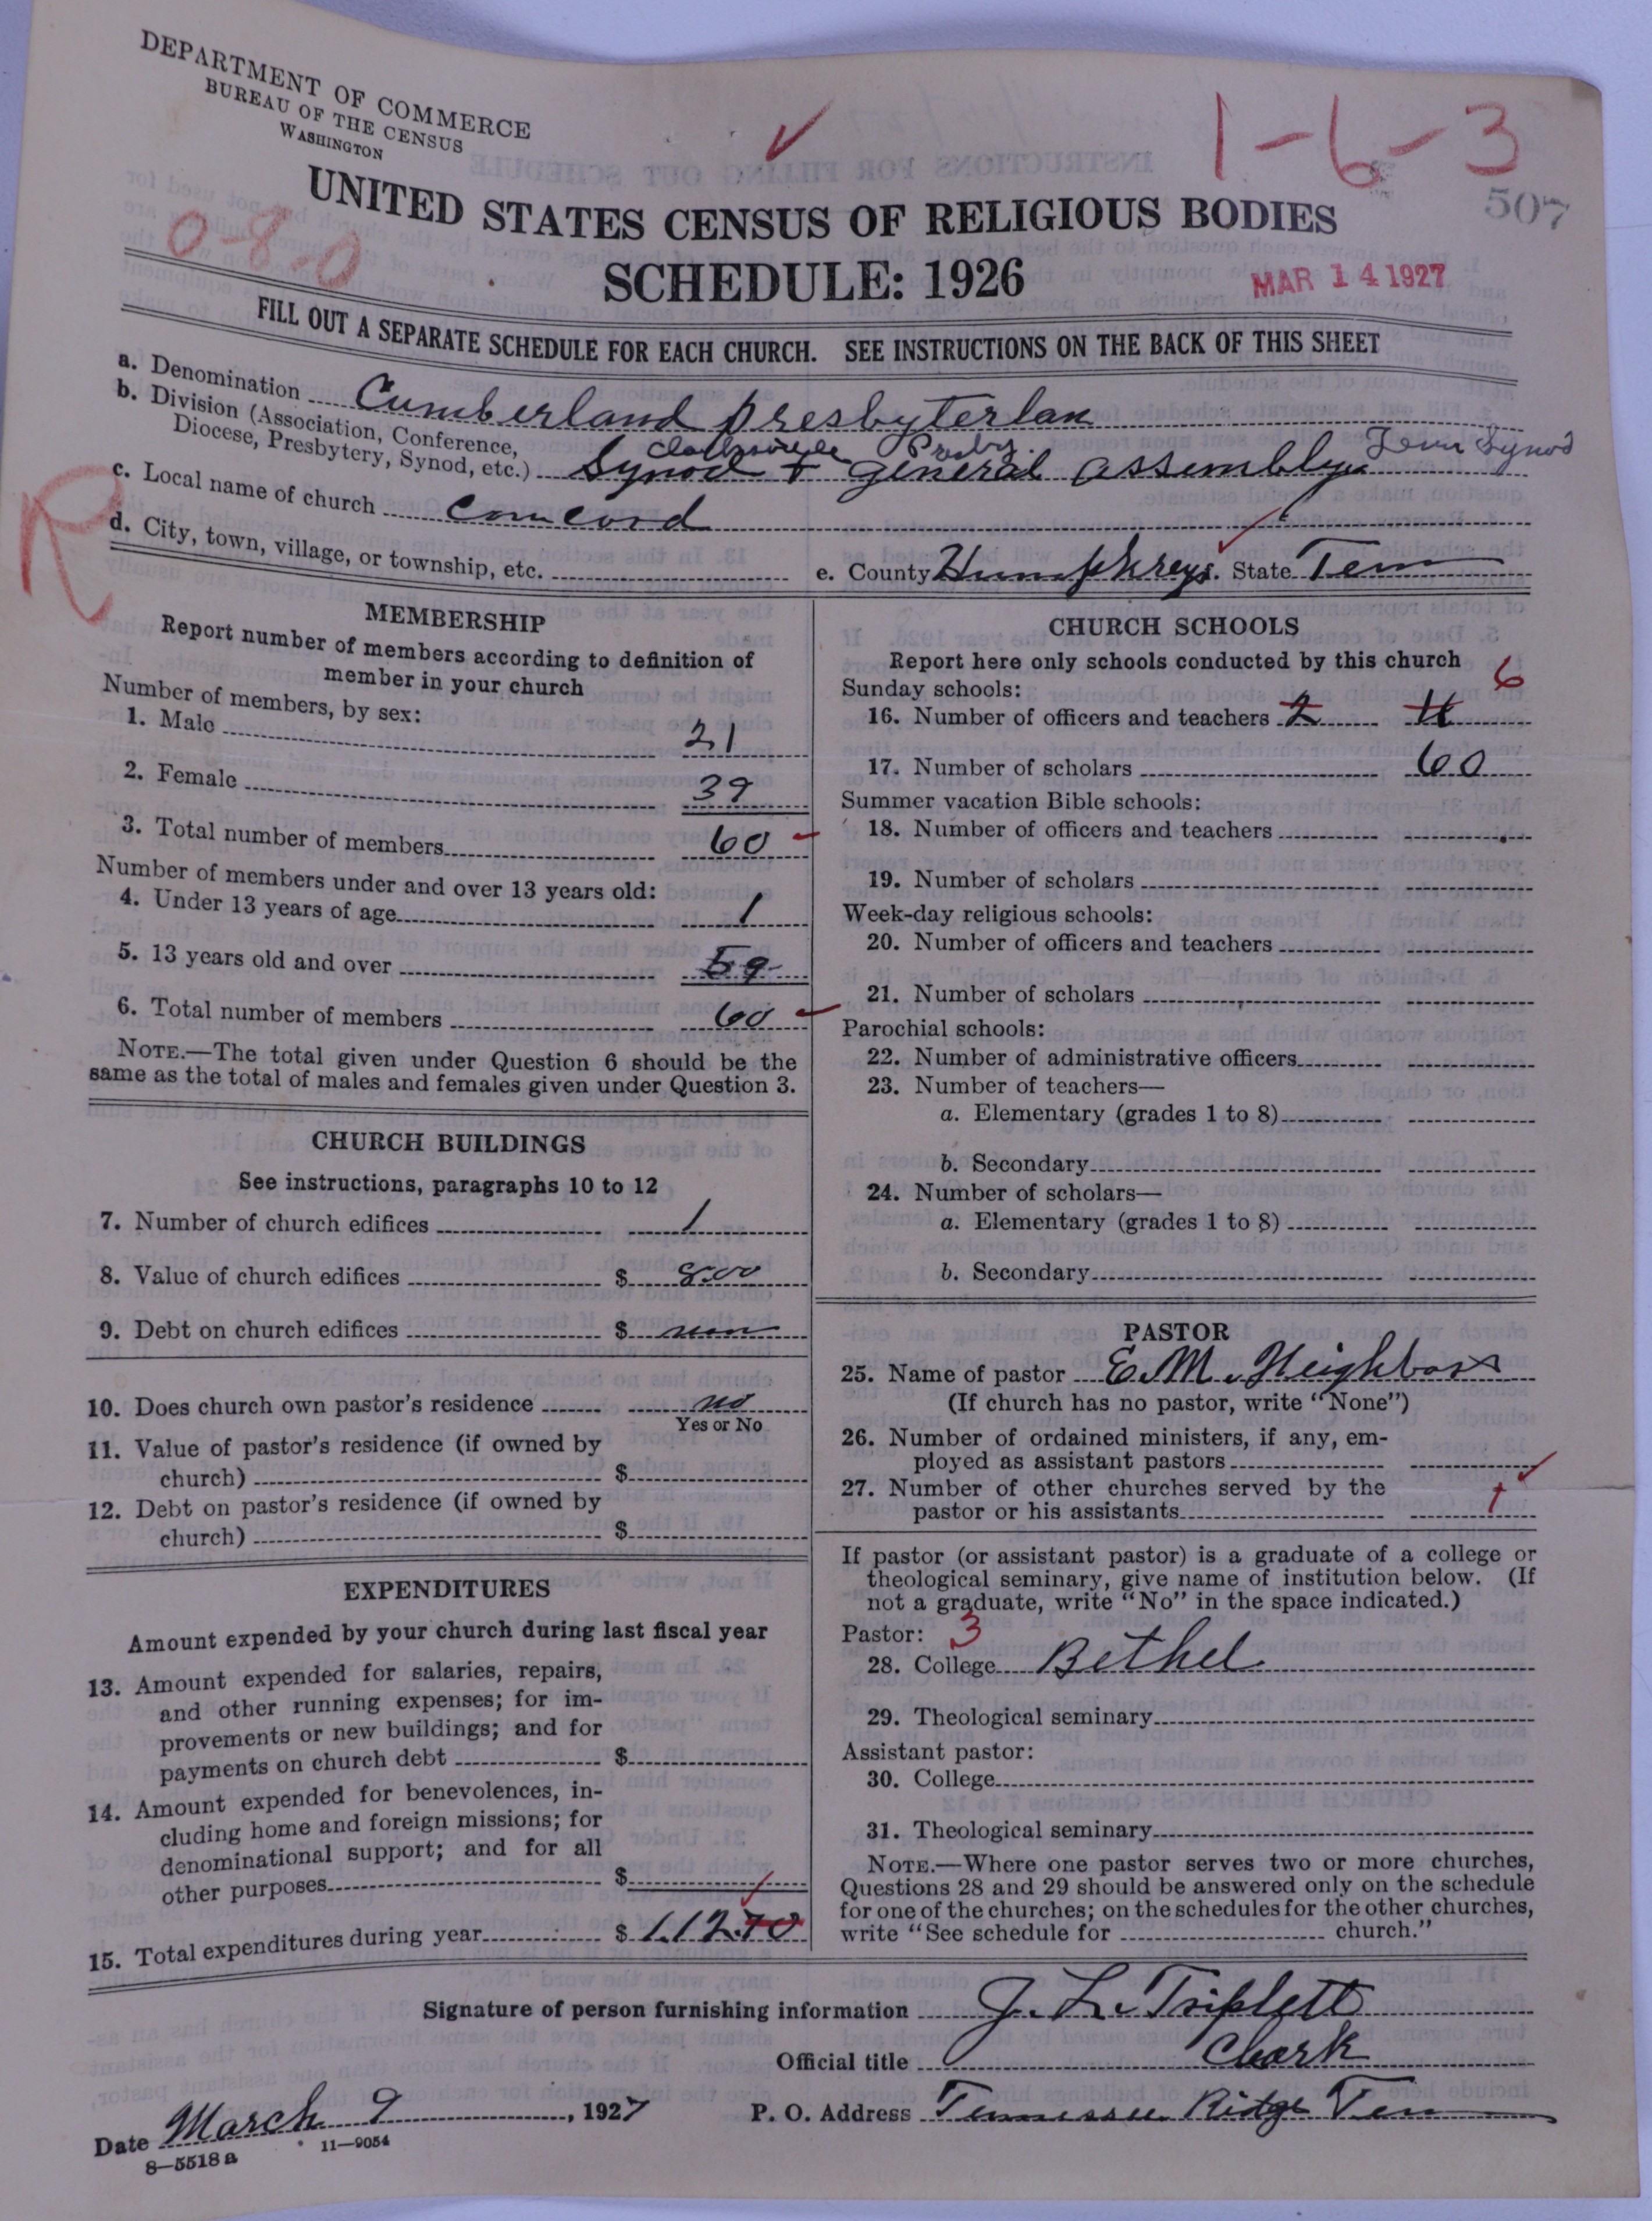 DEPARTMENT OF COMMERCE
BUREAU OF THE CENSUS
WASHINGTON
1-6-3
507
UNITED STATES CENSUS OF RELIGIOUS BODIES
0-8-0
SCHEDULE: 1926
MAR 14 1927
FILL OUT A SEPARATE SCHEDULE FOR EACH CHURCH. SEE INSTRUCTIONS ON THE BACK OF THIS SHEET
a. Denomination Cumberland Presbyterian
b. Division (Association, Conference,
Clarksville Presby. Tenn Synod
Diocese, Presbytery, Synod, etc.) Synod + general assembly
R
c. Local name of church Concord
d. City, town, village, or township, etc.
e. County Humphreys. State Tenn
MEMBERSHIP
Report number of members according to definition of
member in your church
Number of members, by sex:
1. Male 21
2. Female 39
3. Total number of members 60
Number of members under and over 13 years old:
4. Under 13 years of age 1
5. 13 years old and over 59
6. Total number of members 60
NOTE.—The total given under Question 6 should be the
same as the total of males and females given under Question 3.
CHURCH BUILDINGS
See instructions, paragraphs 10 to 12
7. Number of church edifices 1
8. Value of church edifices $ 800
9. Debt on church edifices $ non
10. Does church own pastor's residence no
Yes or No
11. Value of pastor's residence (if owned by
church) $
12. Debt on pastor's residence (if owned by
church) $
EXPENDITURES
Amount expended by your church during last fiscal year
13. Amount expended for salaries, repairs,
and other running expenses; for im-
provements or new buildings; and for
payments on church debt $
14. Amount expended for benevolences, in-
cluding home and foreign missions; for
denominational support; and for all
other purposes $
15. Total expenditures during year $ 112.70
CHURCH SCHOOLS
Report here only schools conducted by this church
Sunday schools: 6
16. Number of officers and teachers 2 4
17. Number of scholars 60
Summer vacation Bible schools:
18. Number of officers and teachers
19. Number of scholars
Week-day religious schools:
20. Number of officers and teachers
21. Number of scholars
Parochial schools:
22. Number of administrative officers
23. Number of teachers—
a. Elementary (grades 1 to 8)
b. Secondary
24. Number of scholars—
a. Elementary (grades 1 to 8)
b. Secondary
PASTOR
25. Name of pastor E. M. Neighbors
(If church has no pastor, write "None")
26. Number of ordained ministers, if any, em-
ployed as assistant pastors
27. Number of other churches served by the
pastor or his assistants 1
If pastor (or assistant pastor) is a graduate of a college or
theological seminary, give name of institution below. (If
not a graduate, write "No" in the space indicated.)
Pastor: 3
28. College Bethel
29. Theological seminary
Assistant pastor:
30. College
31. Theological seminary
NOTE.—Where one pastor serves two or more churches,
Questions 28 and 29 should be answered only on the schedule
for one of the churches; on the schedules for the other churches,
write "See schedule for church."
Signature of person furnishing information J. L. Triplett
Official title Clark
Date March 9, 1927
P. O. Address Tennessee Ridge Ten
8—5518 a 11—9054